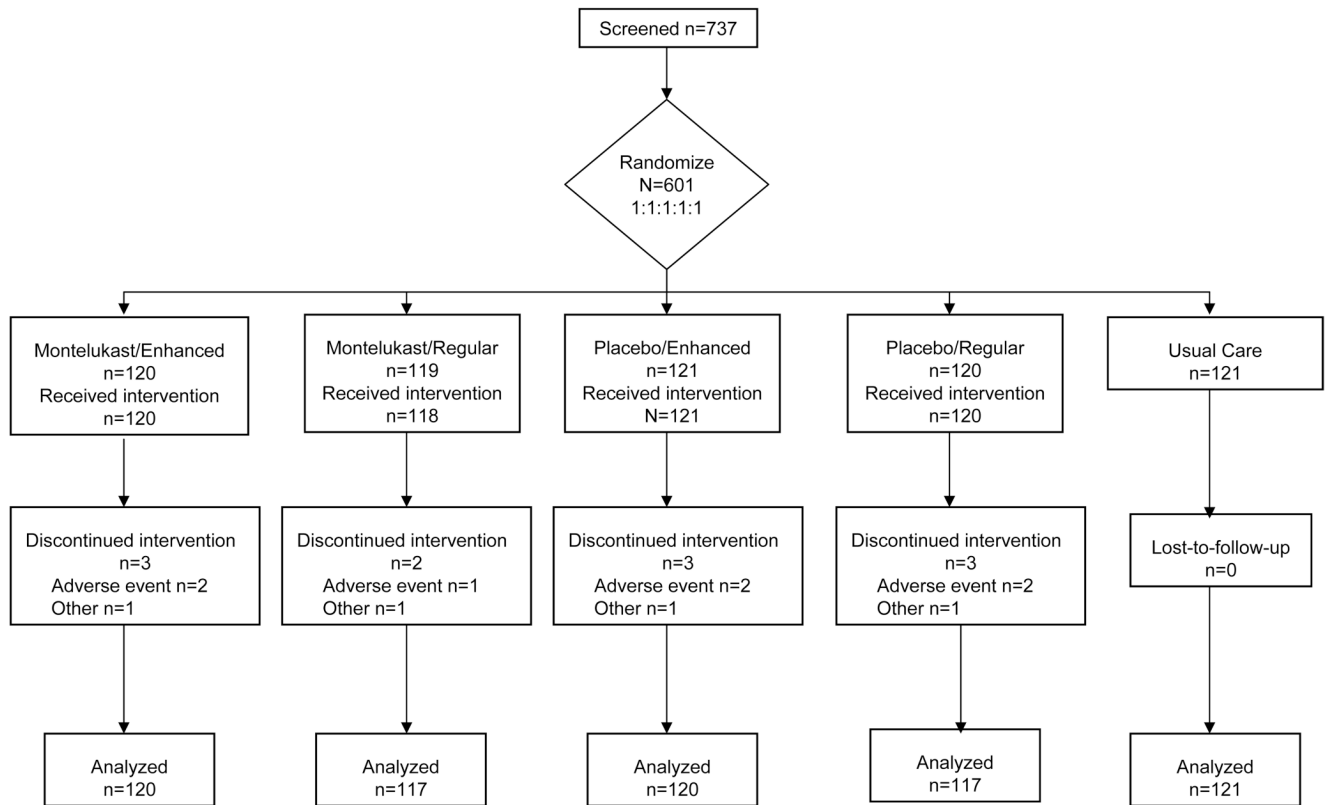 Screened n=737
Randomize
N=601
1:1:1:1:1
Montelukast/Enhanced
n=120
Received intervention
n=120
Montelukast/Regular
n=119
Received intervention
n=118
Placebo/Enhanced
n=121
Received intervention
N=121
Placebo/Regular
n=120
Received intervention
n=120
Usual Care
n=121
Discontinued intervention
n=3
Adverse event n=2
Other n=1
Discontinued intervention
n=2
Adverse event n=1
Other n=1
Discontinued intervention
n=3
Adverse event n=2
Other n=1
Discontinued intervention
n=3
Adverse event n=2
Other n=1
Lost-to-follow-up
n=0
Analyzed
n=120
Analyzed
n=117
Analyzed
n=120
Analyzed
n=117
Analyzed
n=121